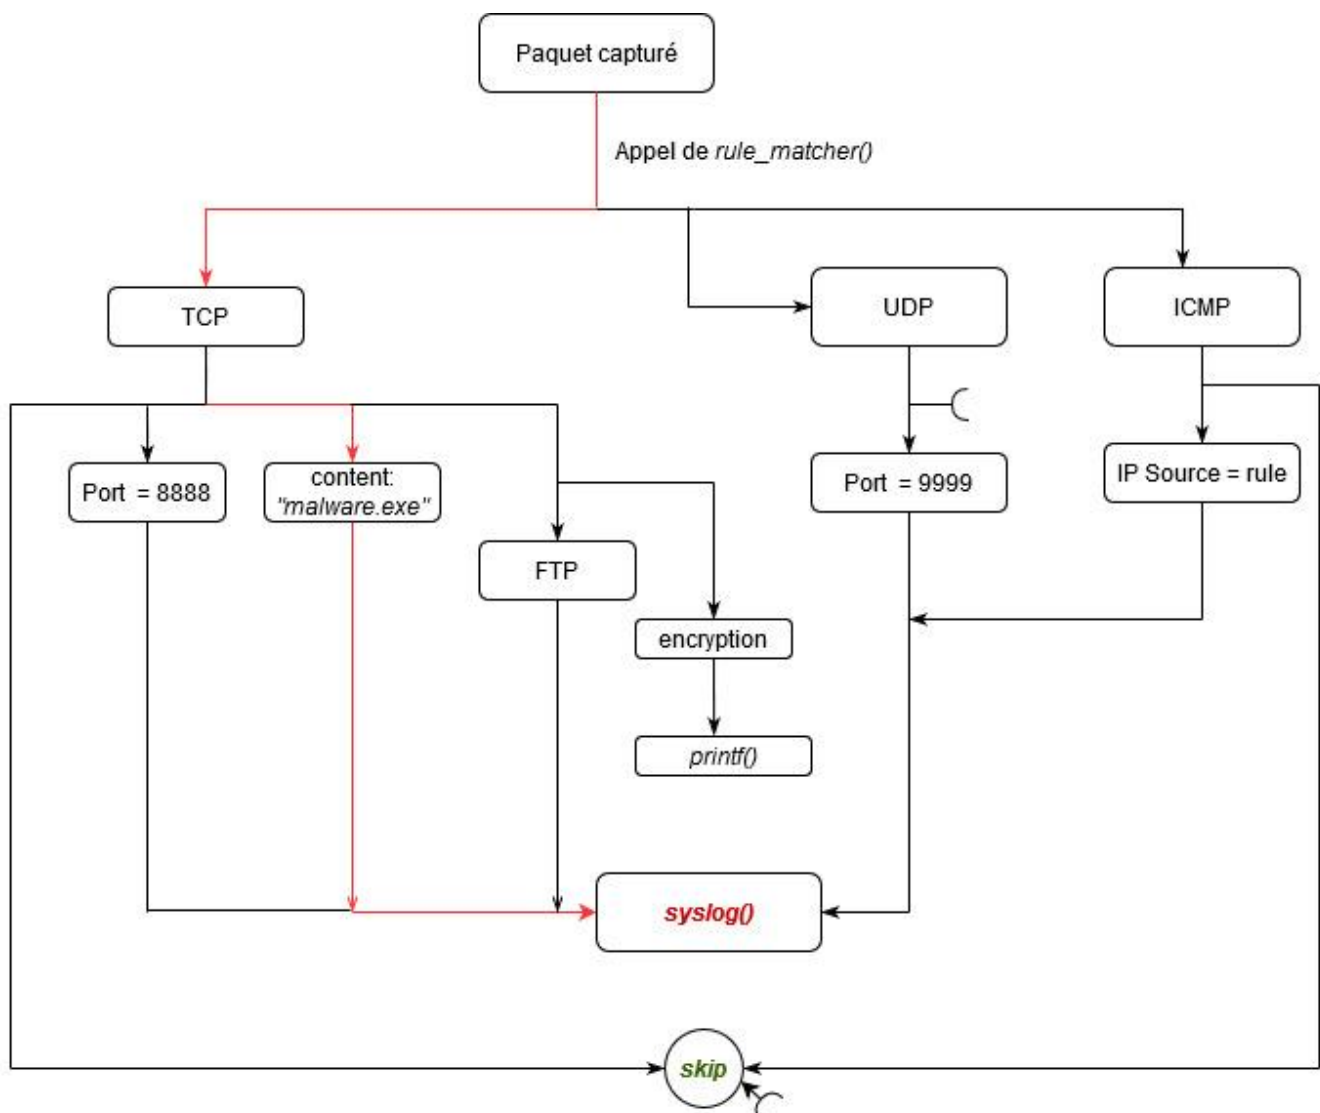 Paquet capturé
Appel de rule_matcher()
TCP
UDP
ICMP
Port = 8888
content:
"malware.exe"
Port = 9999
IP Source = rule
FTP
encryption
printf()
syslog()
skip